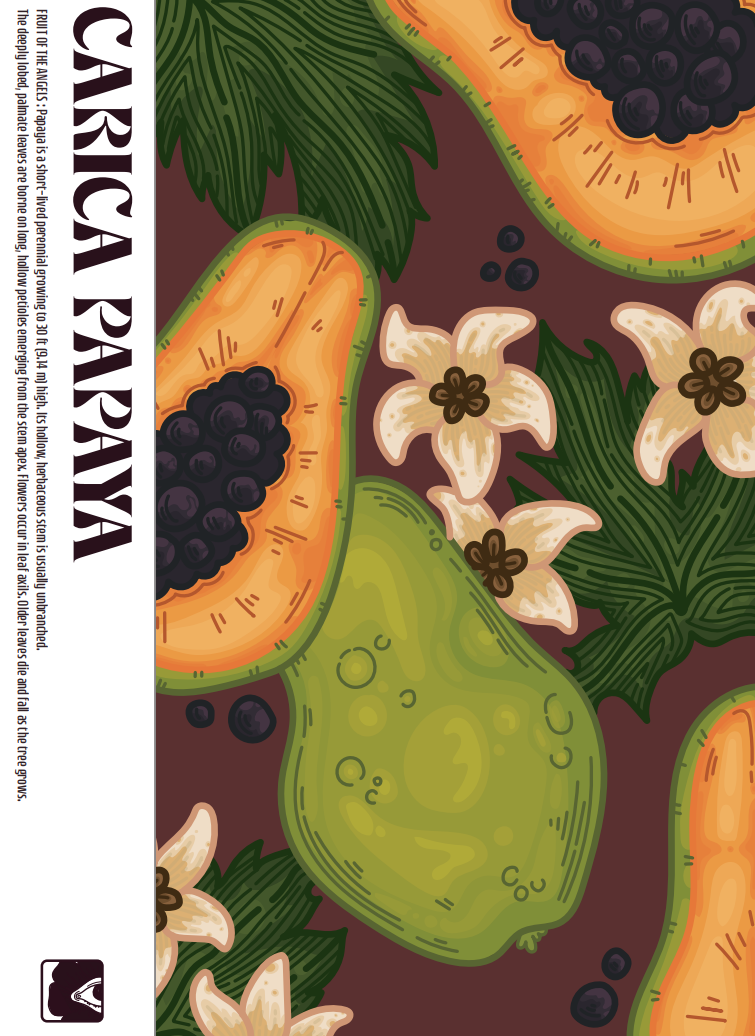 CARICA PAPAYA
FRUIT OF THE ANGELS : Papaya is a short-lived perennial growing to 30 ft (9.14 m) high. Its hollow, herbaceous stem is usually unbranched.
The deeply lobed, palmate leaves are borne on long, hollow petioles emerging from the stem apex. Flowers occur in leaf axils. Older leaves die and fall as the tree grows.